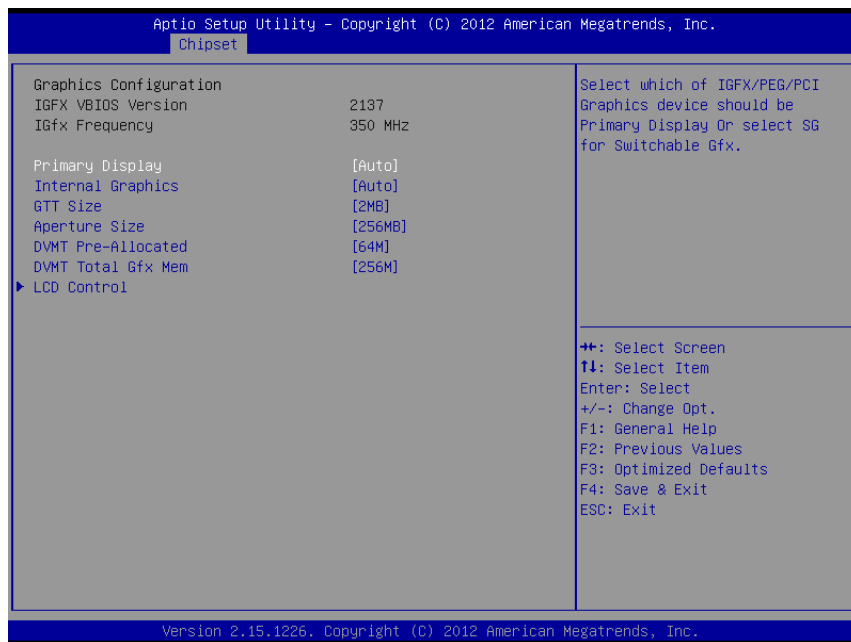 Aptio Setup Utility – Copyright (C) 2012 American Megatrends, Inc.
Chipset
Graphics Configuration
IGFX VBIOS Version 2137
IGfx Frequency 350 MHz
Primary Display [Auto]
Internal Graphics [Auto]
GTT Size [2MB]
Aperture Size [256MB]
DVMT Pre-Allocated [64M]
DVMT Total Gfx Mem [256M]
LCD Control
Select which of IGFX/PEG/PCI
Graphics device should be
Primary Display Or select SG
for Switchable Gfx.
→←: Select Screen
↑↓: Select Item
Enter: Select
+/-: Change Opt.
F1: General Help
F2: Previous Values
F3: Optimized Defaults
F4: Save & Exit
ESC: Exit
Version 2.15.1226. Copyright (C) 2012 American Megatrends, Inc.